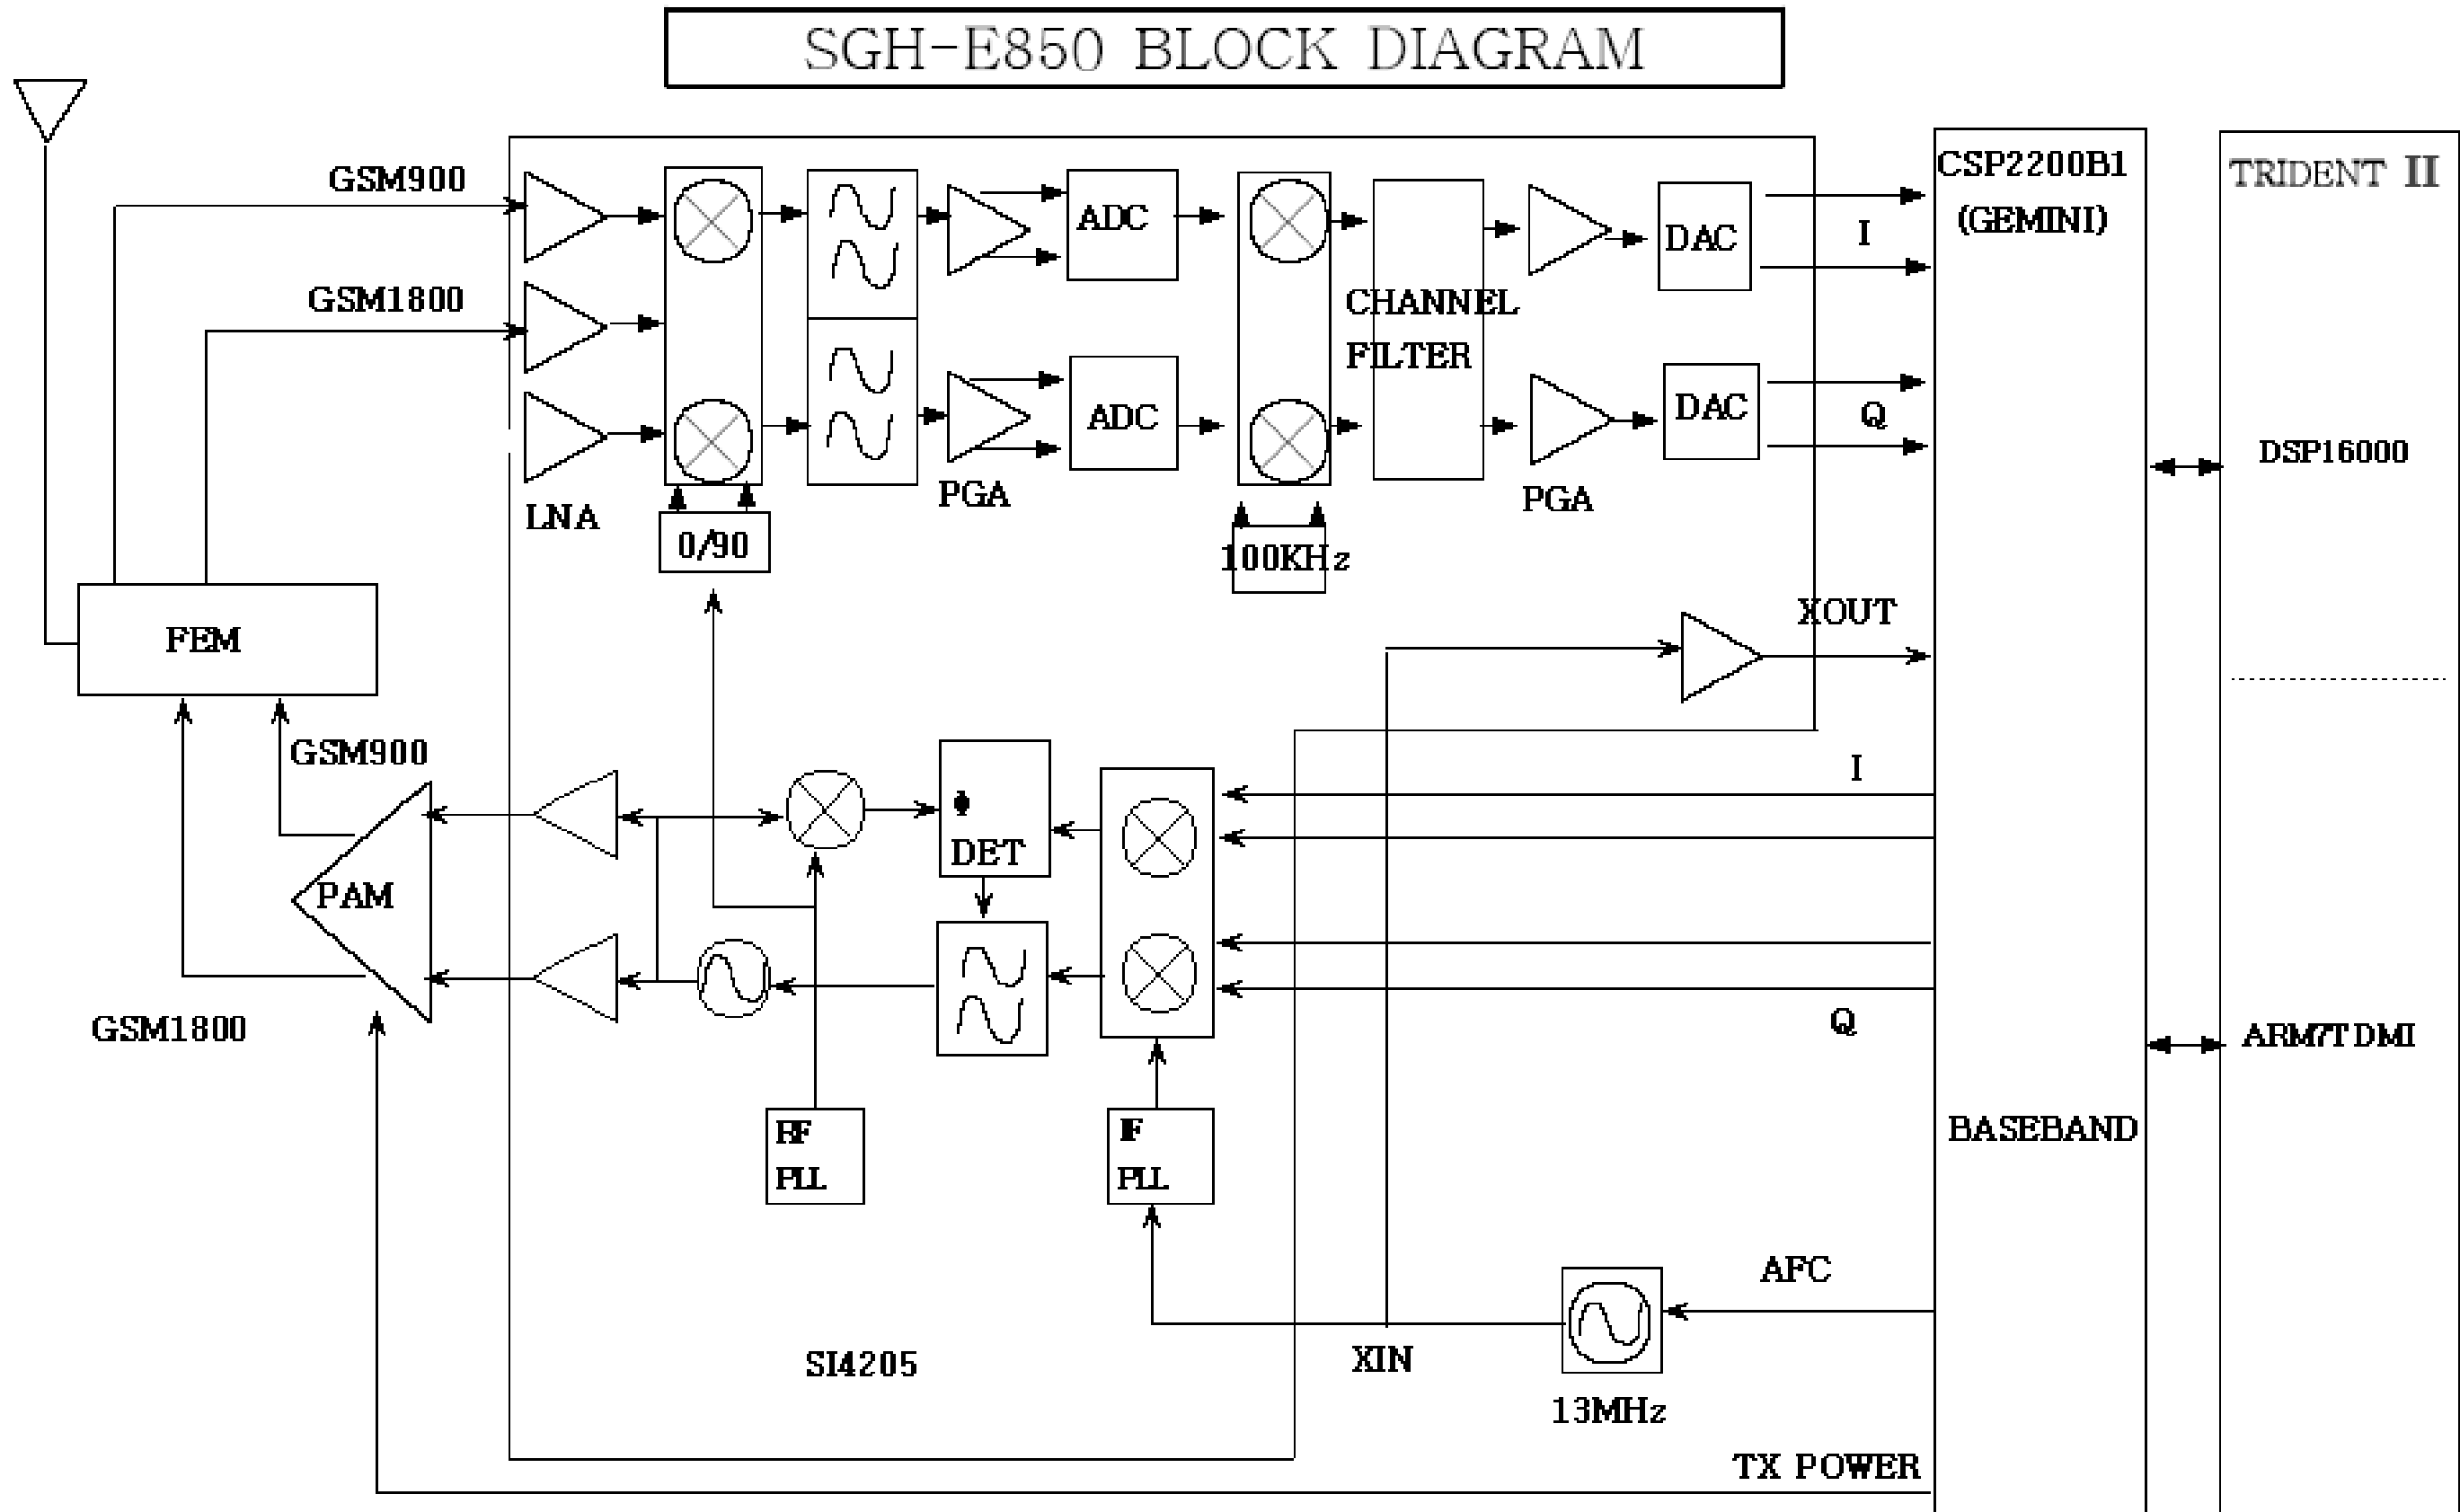 SGH-E850 BLOCK DIAGRAM
GSM900
GSM1800
LNA
0/90
PGA
ADC
ADC
100KHz
CHANNEL
FILTER
PGA
DAC
DAC
I
Q
CSP2200B1
(GEMINI)
TRIDENT II
DSP16000
FEM
XOUT
GSM900
PAM
GSM1800
Φ
DET
I
Q
ARM7TDMI
RF
PLL
IF
PLL
BASEBAND
AFC
SI4205
XIN
13MHz
TX POWER